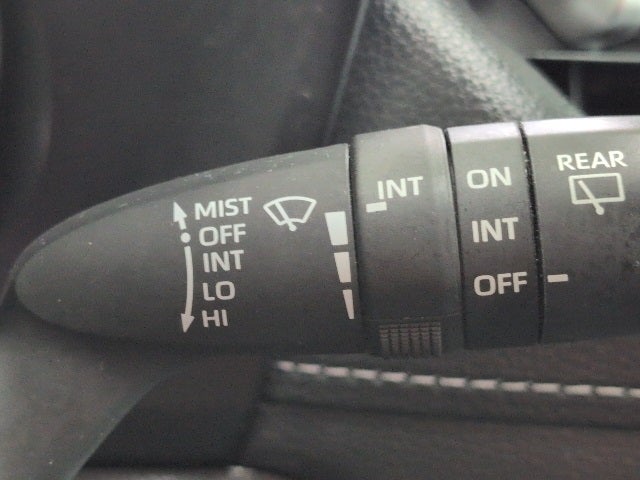 MIST
OFF
INT
LO
HI
INT
ON
INT
OFF
REAR